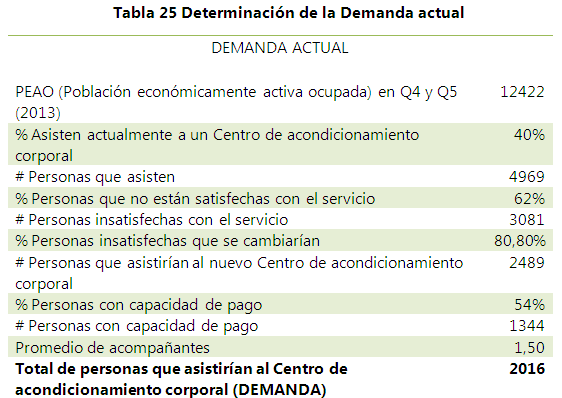 Tabla 25 Determinación de la Demanda actual
DEMANDA ACTUAL
PEAO (Población económicamente activa ocupada) en Q4 y Q5 12422
(2013)
% Asisten actualmente a un Centro de acondicionamiento 40%
corporal
# Personas que asisten 4969
% Personas que no están satisfechas con el servicio 62%
# Personas insatisfechas con el servicio 3081
% Personas insatisfechas que se cambiarían 80,80%
# Personas que asistirían al nuevo Centro de acondicionamiento 2489
corporal
% Personas con capacidad de pago 54%
# Personas con capacidad de pago 1344
Promedio de acompañantes 1,50
Total de personas que asistirían al Centro de 2016
acondicionamiento corporal (DEMANDA)